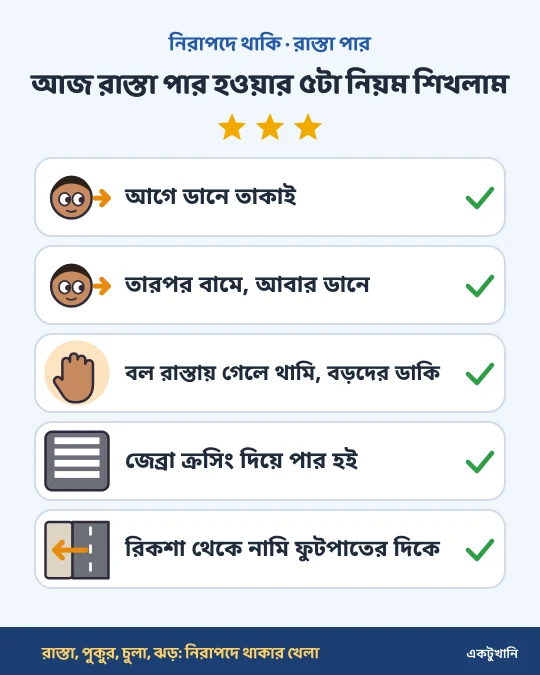 নিরাপদে থাকি · রাস্তা পার
আজ রাস্তা পার হওয়ার ৫টা নিয়ম শিখলাম
আগে ডানে তাকাই
তারপর বামে, আবার ডানে
বল রাস্তায় গেলে থামি, বড়দের ডাকি
জেব্রা ক্রসিং দিয়ে পার হই
রিকশা থেকে নামি ফুটপাতের দিকে
রাস্তা, পুকুর, চুলা, ঝড়: নিরাপদে থাকার খেলা
একটুখানি